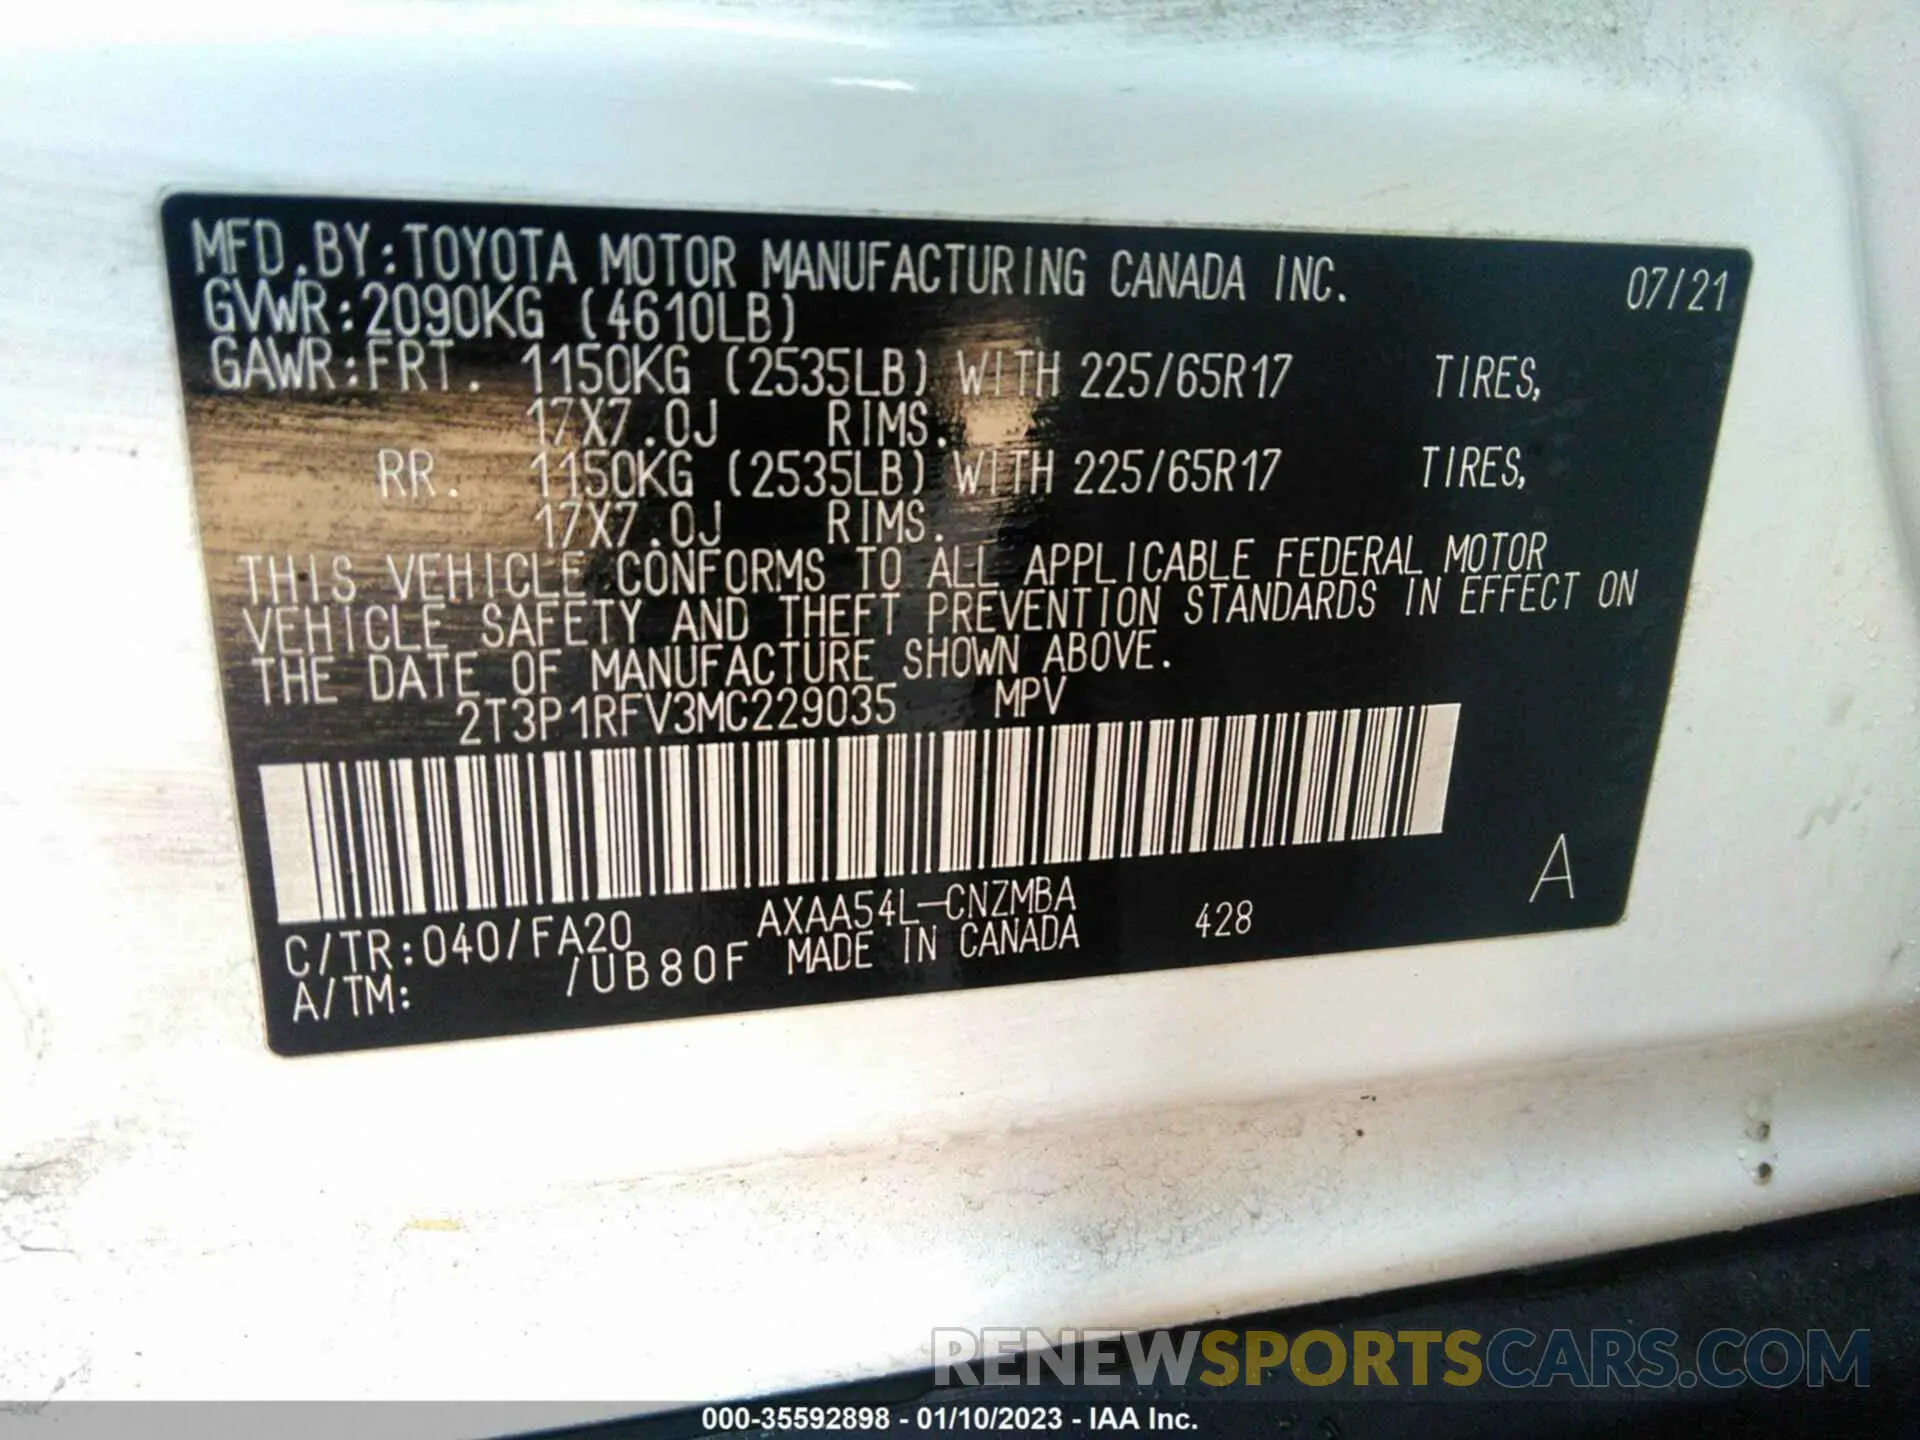 MFD.BY:TOYOTA MOTOR MANUFACTURING CANADA INC. 07/21
GVWR:2090KG (4610LB)
GAWR:FRT. 1150KG (2535LB) WITH 225/65R17 TIRES,
17X7.0J RIMS.
RR. 1150KG (2535LB) WITH 225/65R17 TIRES,
17X7.0J RIMS.
THIS VEHICLE CONFORMS TO ALL APPLICABLE FEDERAL MOTOR
VEHICLE SAFETY AND THEFT PREVENTION STANDARDS IN EFFECT ON
THE DATE OF MANUFACTURE SHOWN ABOVE.
2T3P1RFV3MC229035 MPV
A
C/TR:040/FA20 AXAA54L-CNZMBA 428
A/TM: /UB80F MADE IN CANADA
RENEWSPORTSCARS.COM
000-35592898 - 01/10/2023 - IAA Inc.